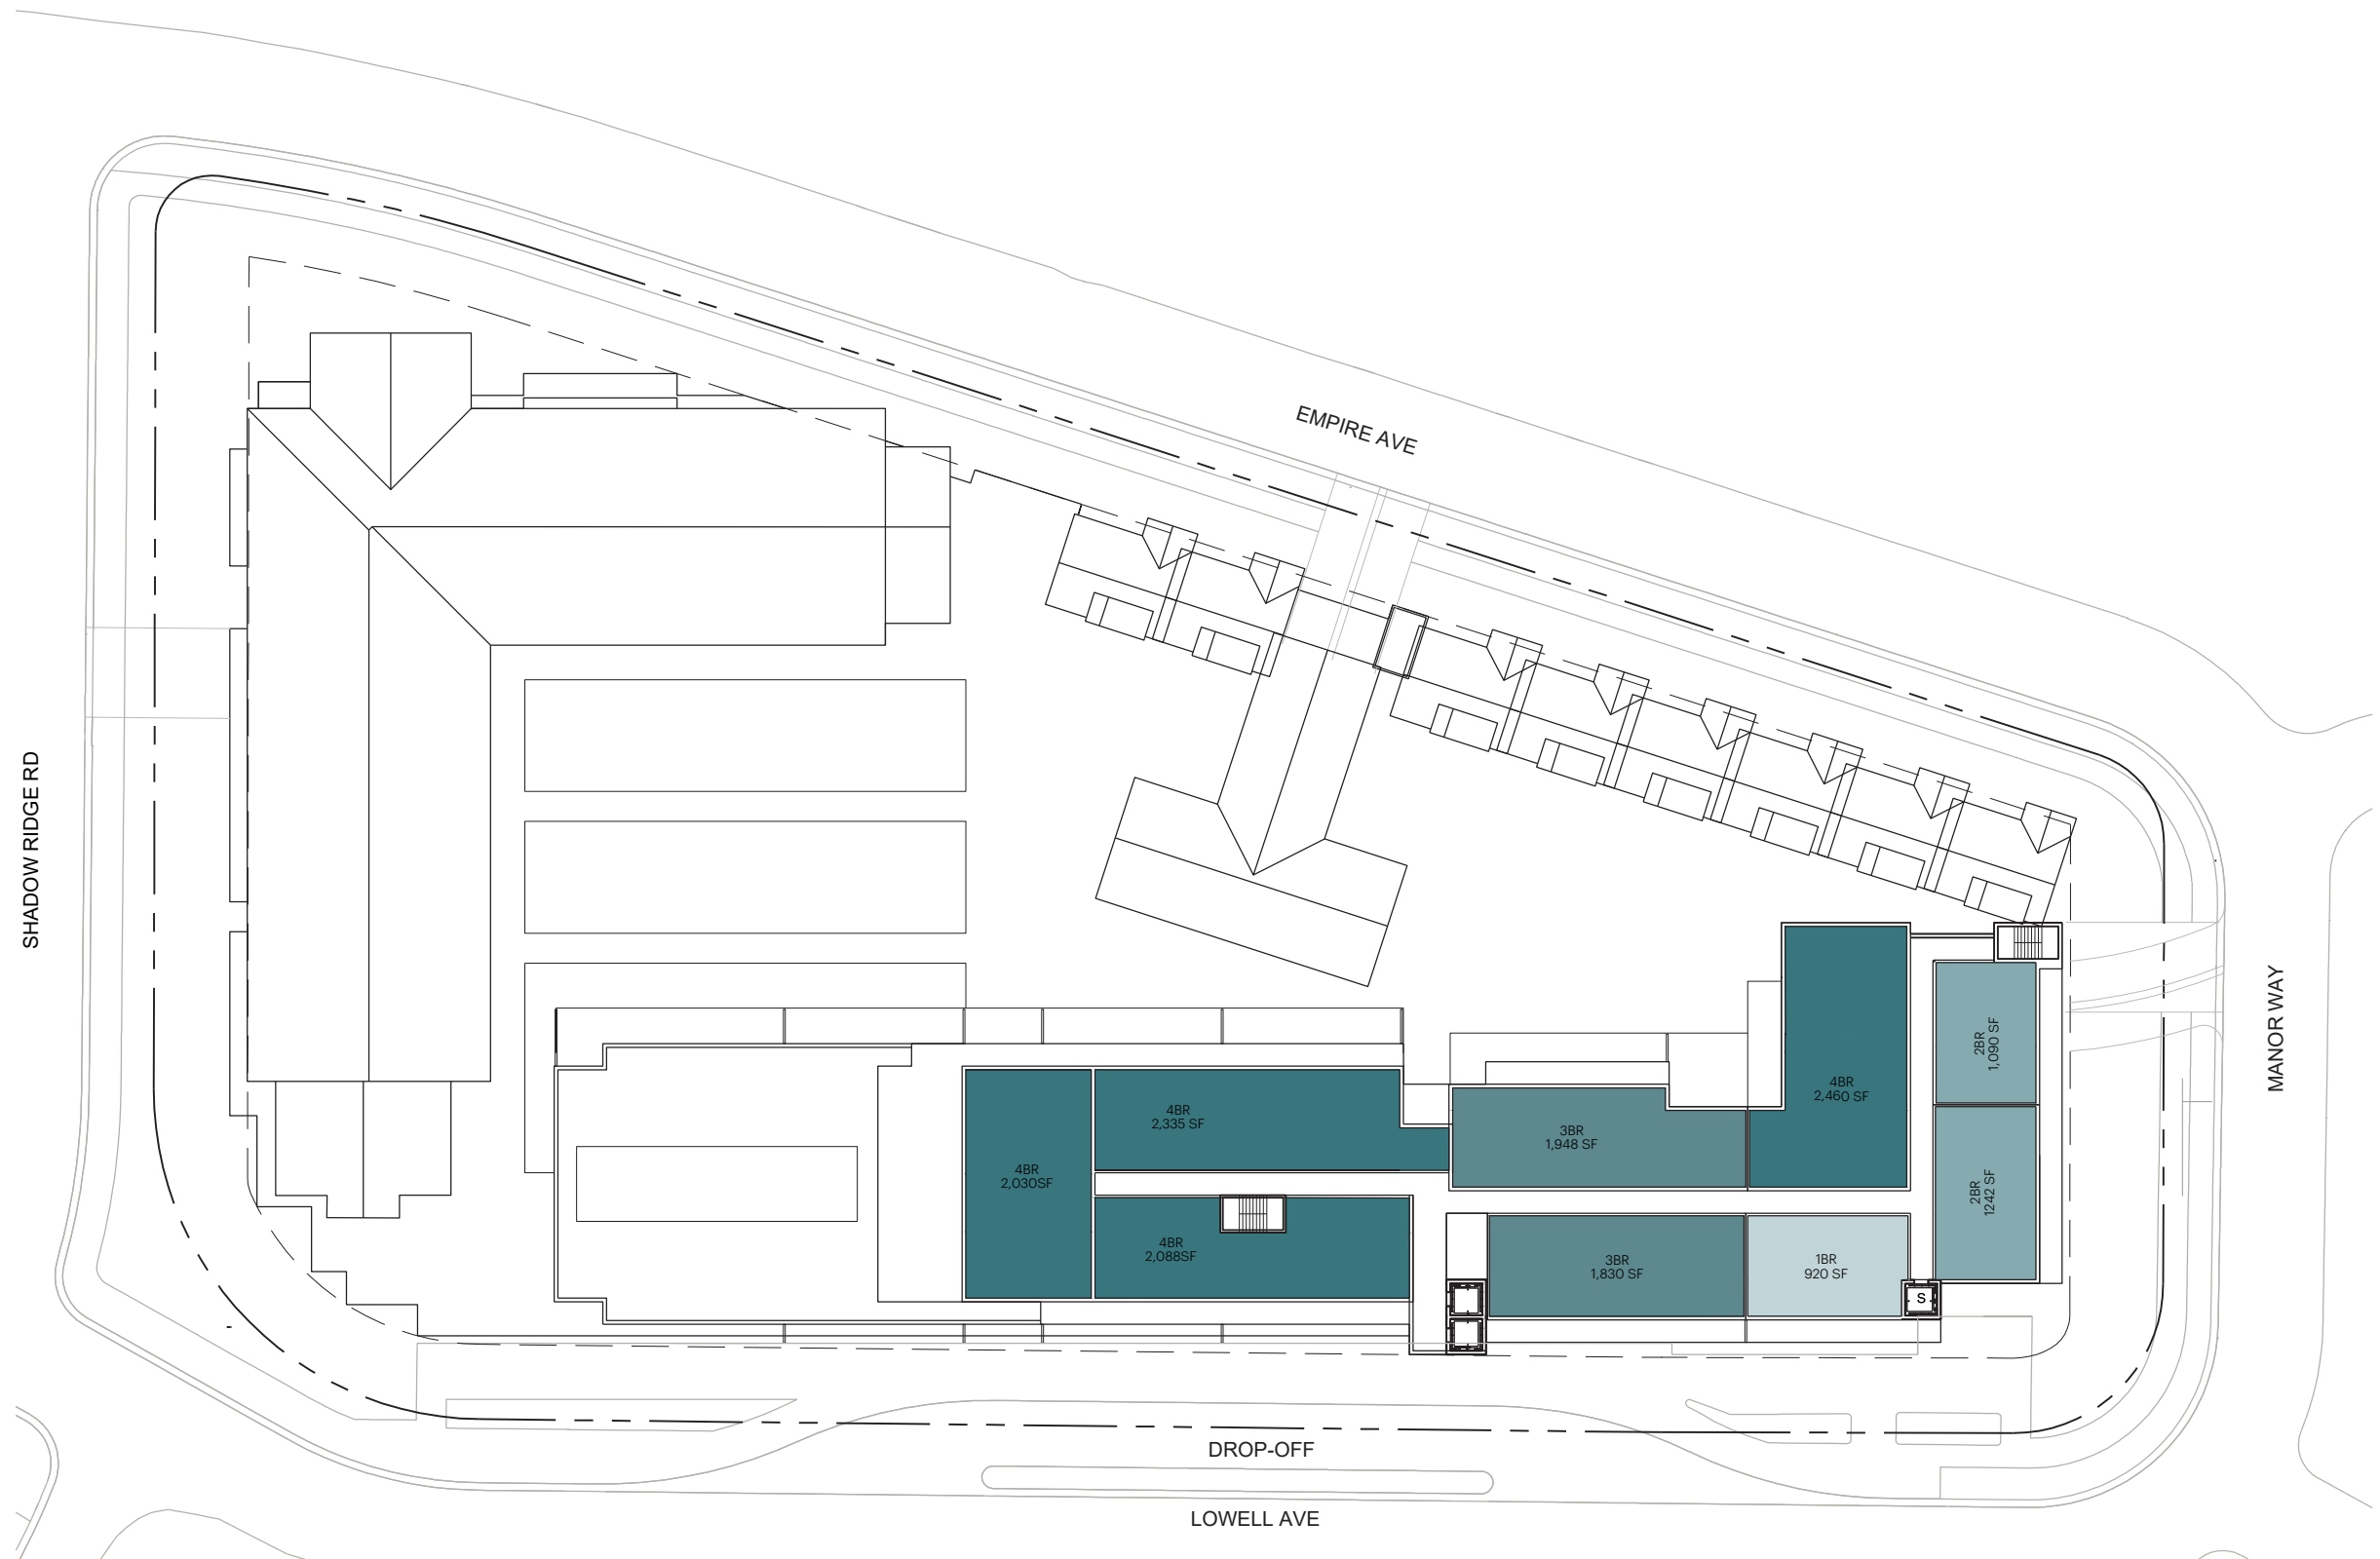 EMPIRE AVE
SHADOW RIDGE RD
MANOR WAY
2BR
1,090 SF
4BR
2,460 SF
4BR
2,335 SF
3BR
1,948 SF
4BR
2,030SF
2BR
1242 SF
4BR
2,088SF
3BR
1,830 SF
1BR
920 SF
S
DROP-OFF
LOWELL AVE